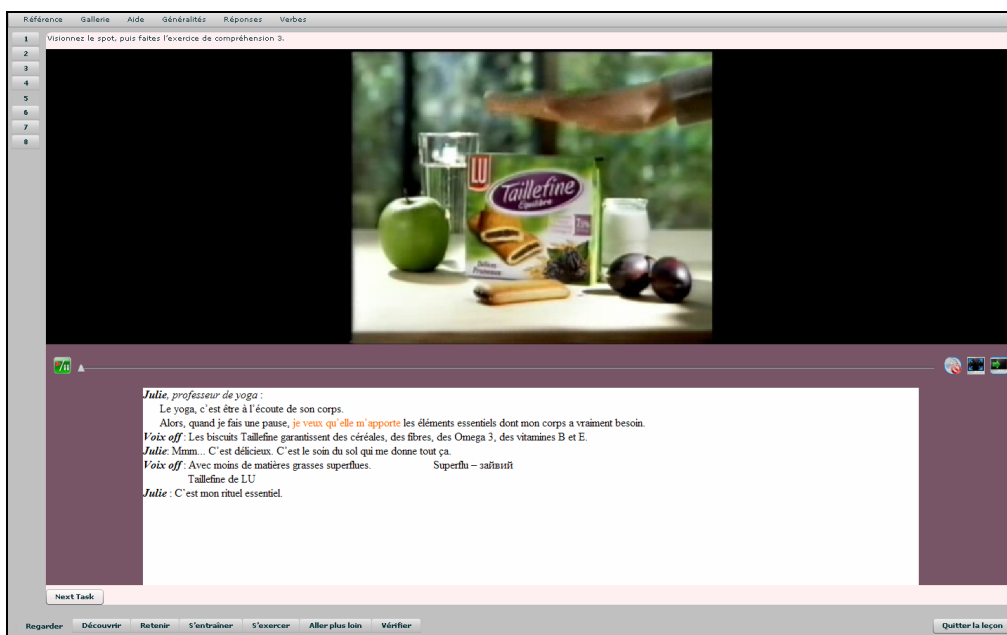 Référence Gallerie Aide Généralités Réponses Verbes
1 Visionnez le spot, puis faites l'exercice de compréhension 3.
2
3
4
5
6
7
8
LU
Taillefine
Equilibre
Délices
Pruneaux
Julie, professeur de yoga :
Le yoga, c'est être à l'écoute de son corps.
Alors, quand je fais une pause, je veux qu'elle m'apporte les éléments essentiels dont mon corps a vraiment besoin.
Voix off : Les biscuits Taillefine garantissent des céréales, des fibres, des Omega 3, des vitamines B et E.
Julie: Mmm... C'est délicieux. C'est le soin du sol qui me donne tout ça.
Voix off : Avec moins de matières grasses superflues. Superflu – зайвий
Taillefine de LU
Julie : C'est mon rituel essentiel.
Next Task
Regarder Découvrir Retenir S'entraîner S'exercer Aller plus loin Vérifier Quitter la leçon